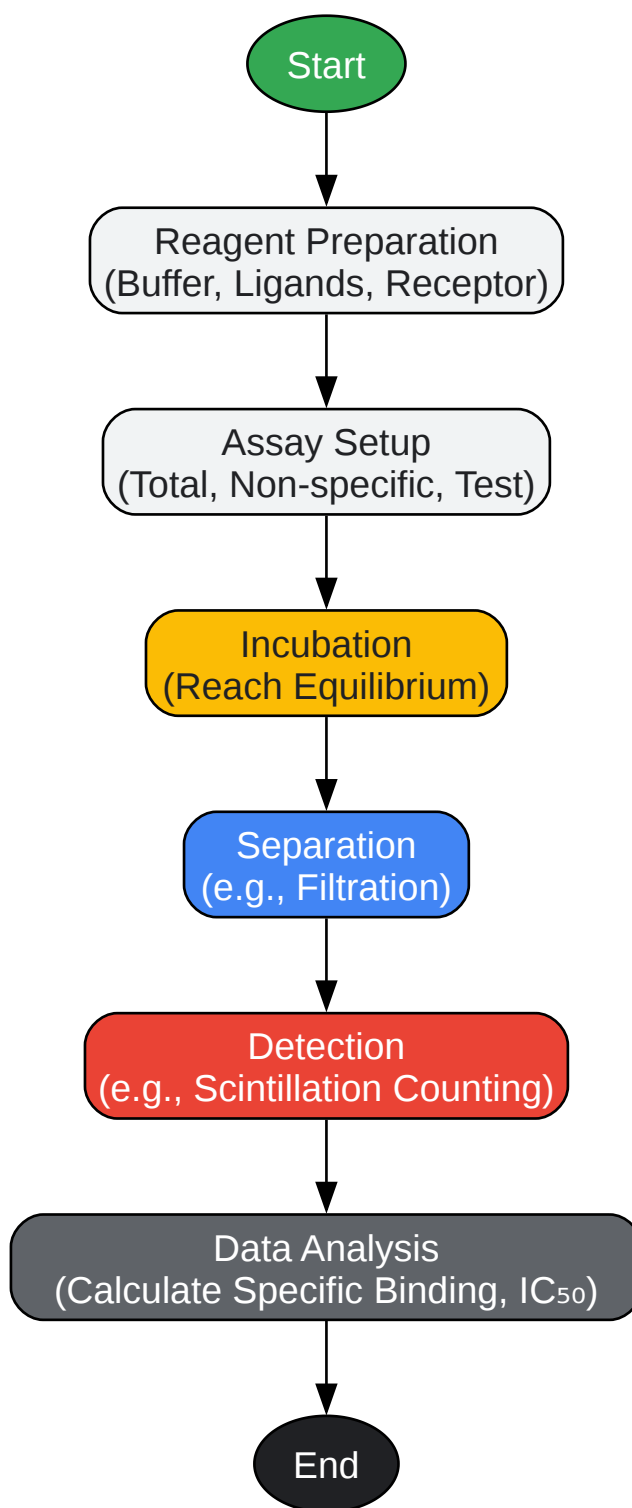 Start
Reagent Preparation
(Buffer, Ligands, Receptor)
Assay Setup
(Total, Non-specific, Test)
Incubation
(Reach Equilibrium)
Separation
(e.g., Filtration)
Detection
(e.g., Scintillation Counting)
Data Analysis
(Calculate Specific Binding, IC₅₀)
End